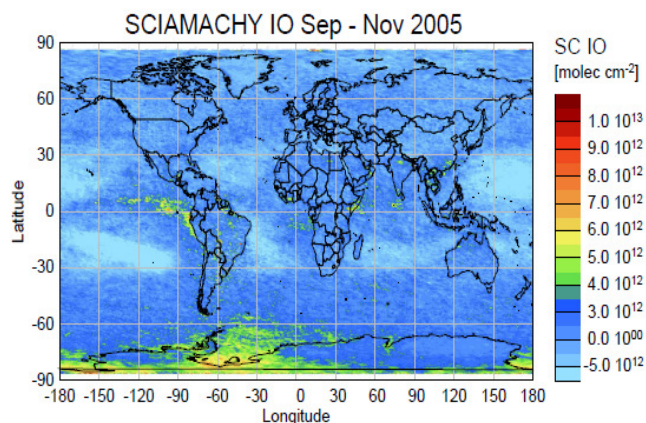 SCIAMACHY IO Sep - Nov 2005
SC IO
[molec cm-2]
90
60
30
0
-30
-60
-90
Latitude
-180 -150 -120 -90 -60 -30 0 30 60 90 120 150 180
Longitude
1.0 10¹³
9.0 10¹²
8.0 10¹²
7.0 10¹²
6.0 10¹²
5.0 10¹²
4.0 10¹²
3.0 10¹²
0.0 10⁰⁰
-5.0 10¹²